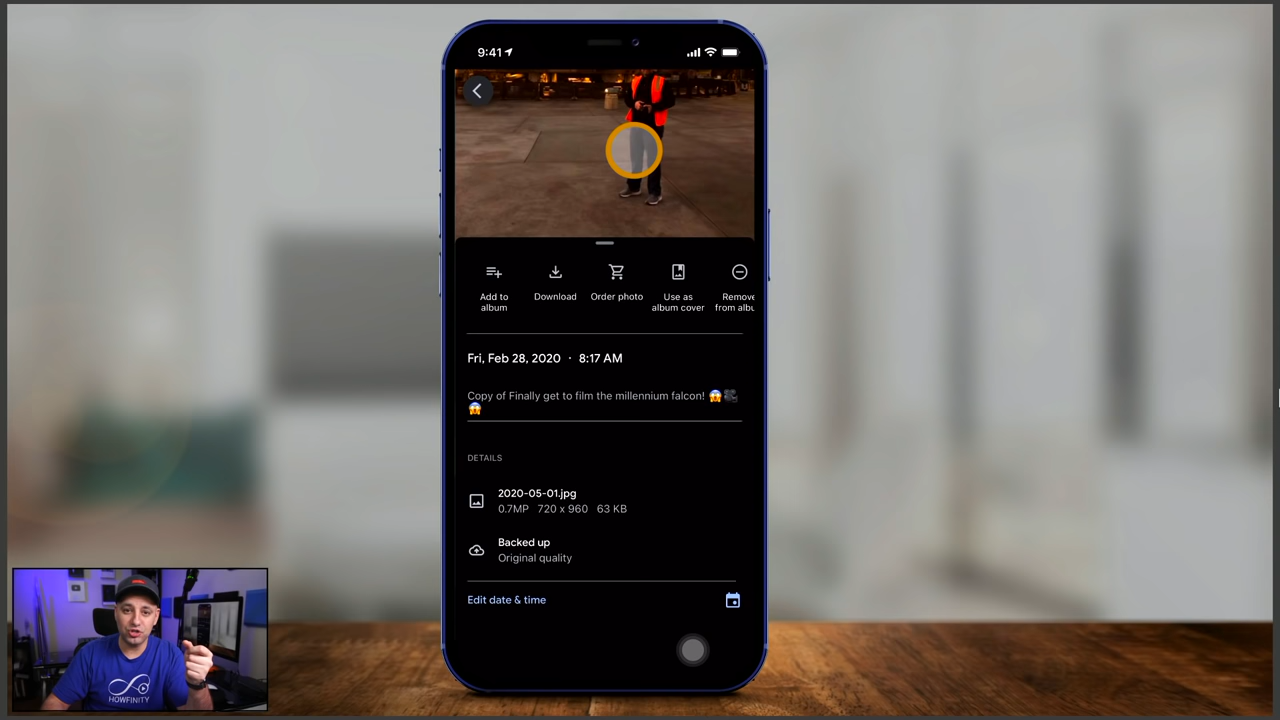 9:41
Add to album
Download
Order photo
Use as album cover
Remove from albu
Fri, Feb 28, 2020 · 8:17 AM
Copy of Finally get to film the millennium falcon! 😱🎥
😱
DETAILS
2020-05-01.jpg
0.7MP 720 x 960 63 KB
Backed up
Original quality
Edit date & time
HOWFINITY